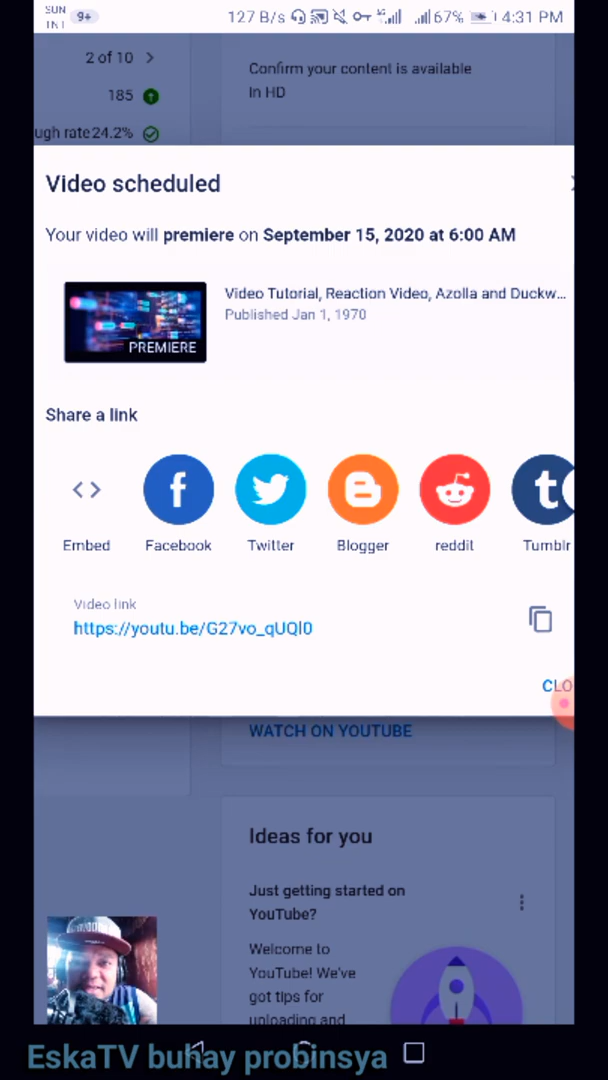 SUN 9+ 127 B/s 67% 4:31 PM
TNT
2 of 10
185
ugh rate 24.2%
Confirm your content is available
in HD
Video scheduled
Your video will premiere on September 15, 2020 at 6:00 AM
PREMIERE
Video Tutorial, Reaction Video, Azolla and Duckw...
Published Jan 1, 1970
Share a link
Embed Facebook Twitter Blogger reddit Tumblr
Video link
https://youtu.be/G27vo_qUQl0
CLO
WATCH ON YOUTUBE
Ideas for you
Just getting started on
YouTube?
Welcome to
YouTube! We've
got tips for
uploading and
EskaTV buhay probinsya